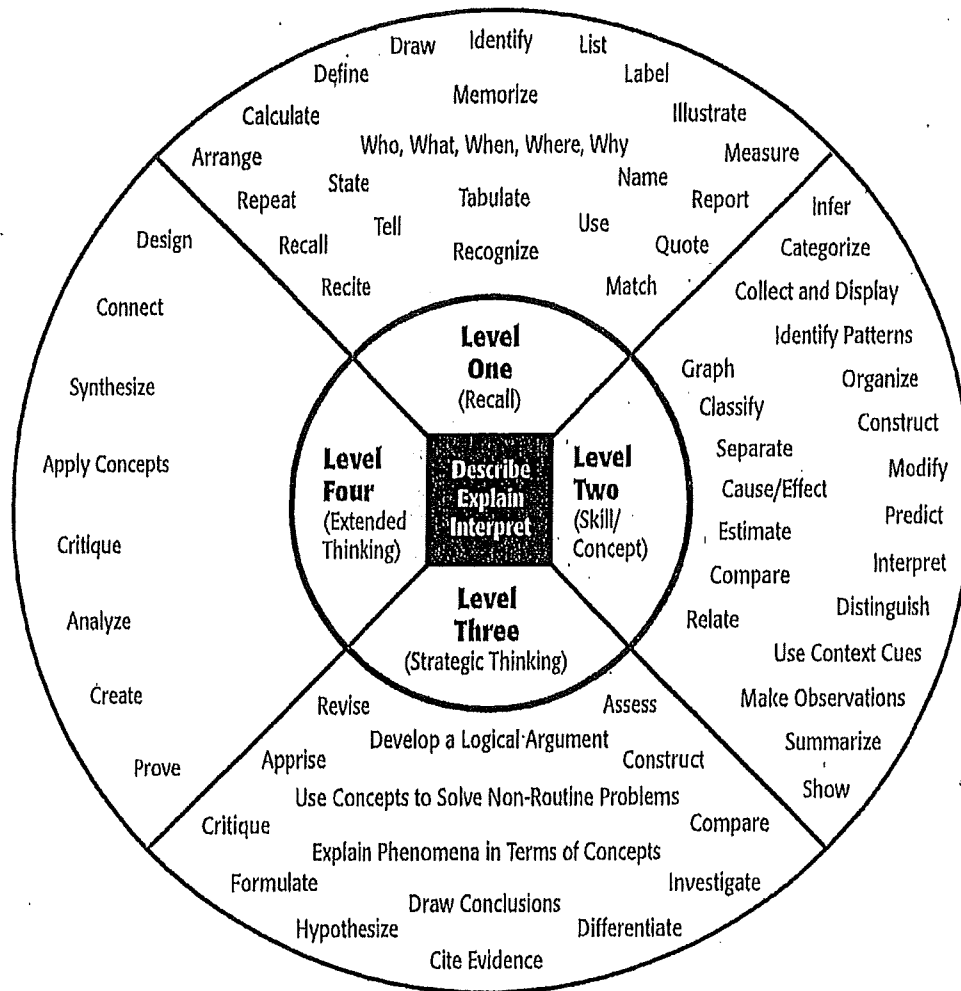 Draw
Identify
List
Define
Label
Memorize
Calculate
Illustrate
Who, What, When, Where, Why
Arrange
Measure
State
Name
Repeat
Tabulate
Report
Tell
Use
Recall
Recognize
Quote
Recite
Match
Infer
Categorize
Collect and Display
Identify Patterns
Graph
Organize
Classify
Construct
Separate
Modify
Cause/Effect
Predict
Estimate
Interpret
Compare
Distinguish
Relate
Use Context Cues
Make Observations
Summarize
Show
Design
Connect
Synthesize
Apply Concepts
Critique
Analyze
Create
Prove
Level
One
(Recall)
Level
Four
(Extended
Thinking)
Describe
Explain
Interpret
Level
Two
(Skill/
Concept)
Level
Three
(Strategic Thinking)
Revise
Assess
Develop a Logical Argument
Apprise
Construct
Use Concepts to Solve Non-Routine Problems
Critique
Compare
Explain Phenomena in Terms of Concepts
Formulate
Investigate
Draw Conclusions
Hypothesize
Differentiate
Cite Evidence